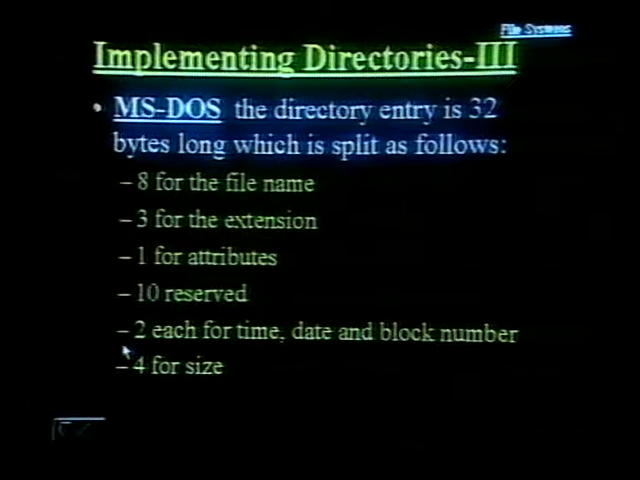 File Systems
Implementing Directories-III
• MS-DOS the directory entry is 32
bytes long which is split as follows:
– 8 for the file name
– 3 for the extension
– 1 for attributes
– 10 reserved
– 2 each for time, date and block number
– 4 for size